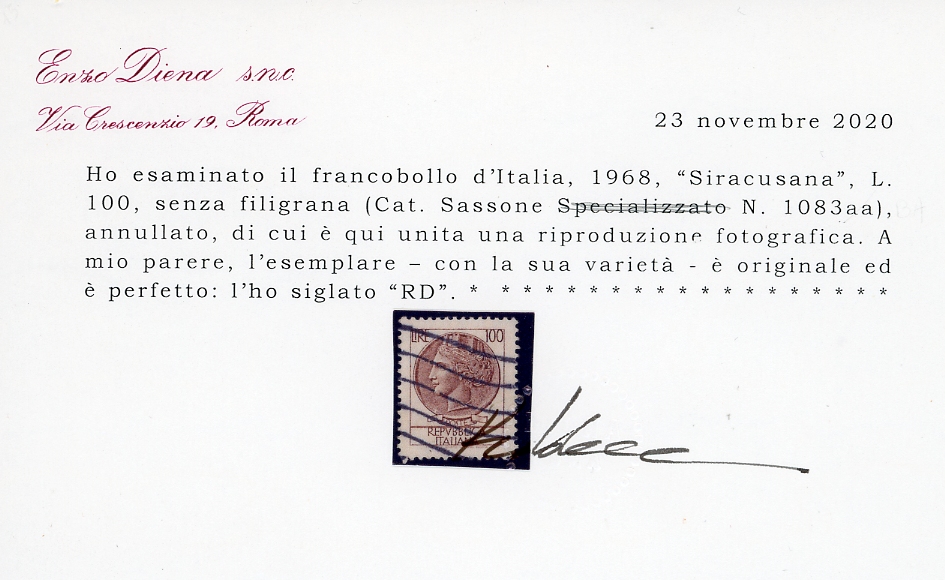 Enzo Diena s.n.c.
Via Crescenzio 19, Roma
23 novembre 2020
Ho esaminato il francobollo d'Italia, 1968, "Siracusana", L.
100, senza filigrana (Cat. Sassone Specializzato N. 1083aa),
annullato, di cui è qui unita una riproduzione fotografica. A
mio parere, l'esemplare – con la sua varietà - è originale ed
è perfetto: l'ho siglato "RD". * * * * * * * * * * * * * * * * * * *
LIRE 100